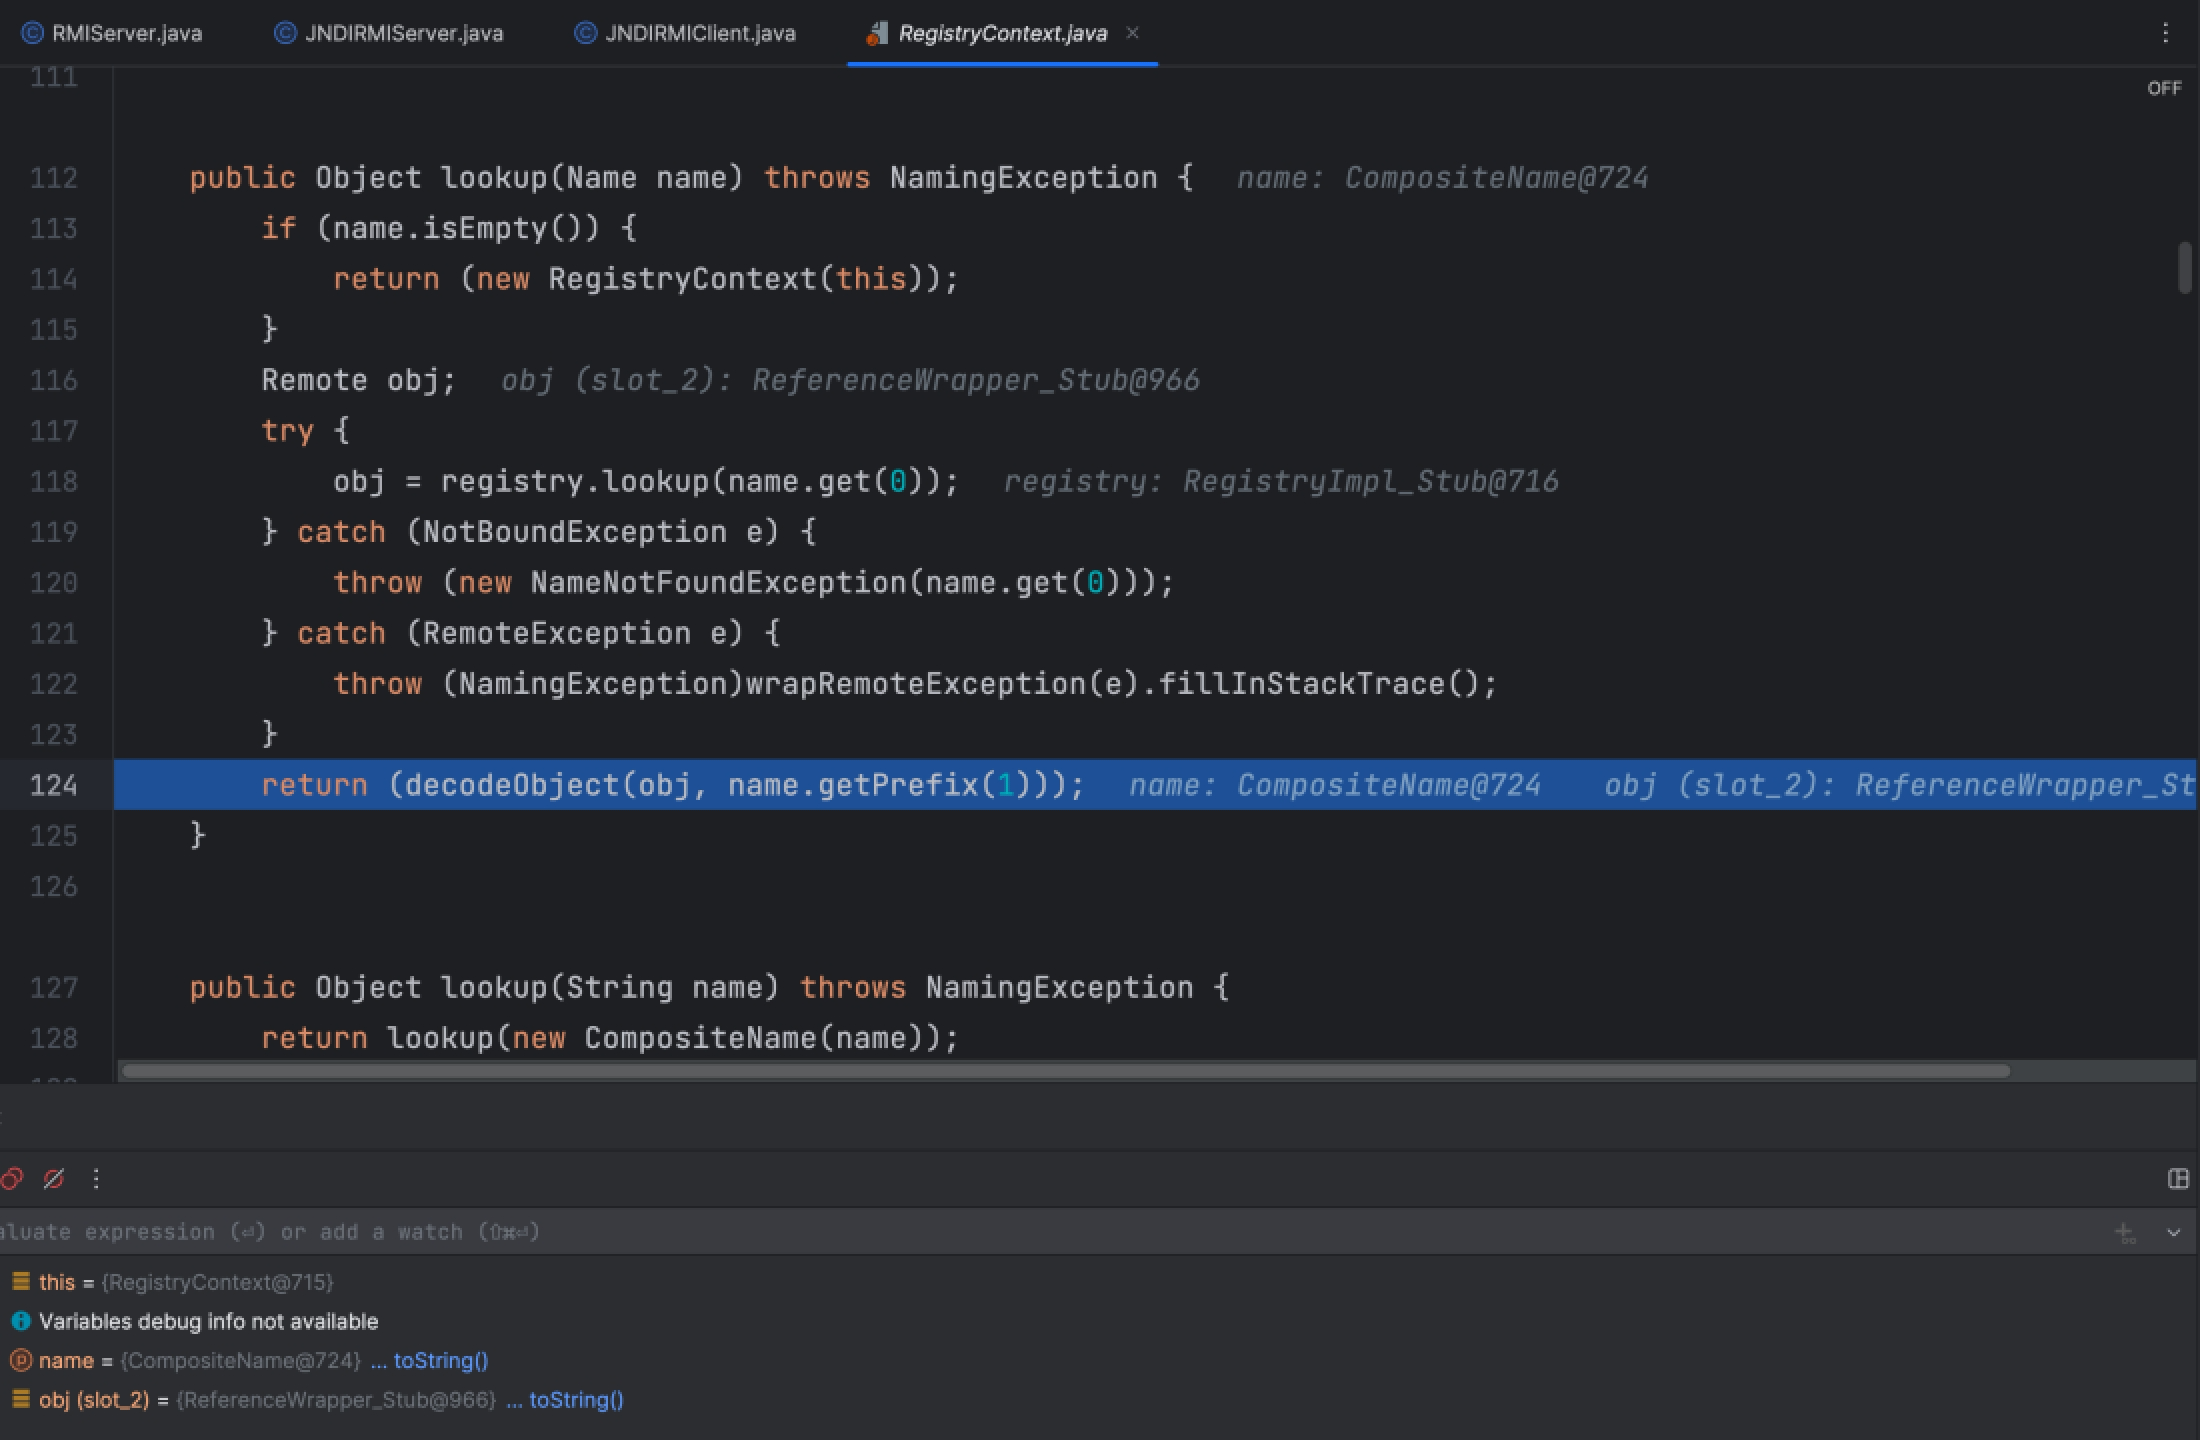 RMIServer.java JNDIRMIServer.java JNDIRMIClient.java RegistryContext.java
111
OFF
112 public Object lookup(Name name) throws NamingException { name: CompositeName@724
113 if (name.isEmpty()) {
114 return (new RegistryContext(this));
115 }
116 Remote obj; obj (slot_2): ReferenceWrapper_Stub@966
117 try {
118 obj = registry.lookup(name.get(0)); registry: RegistryImpl_Stub@716
119 } catch (NotBoundException e) {
120 throw (new NameNotFoundException(name.get(0)));
121 } catch (RemoteException e) {
122 throw (NamingException)wrapRemoteException(e).fillInStackTrace();
123 }
124 return (decodeObject(obj, name.getPrefix(1))); name: CompositeName@724 obj (slot_2): ReferenceWrapper_St
125 }
126
127 public Object lookup(String name) throws NamingException {
128 return lookup(new CompositeName(name));
aluate expression (⏎) or add a watch (⇧⌘⏎)
this = {RegistryContext@715}
Variables debug info not available
name = {CompositeName@724} ... toString()
obj (slot_2) = {ReferenceWrapper_Stub@966} ... toString()